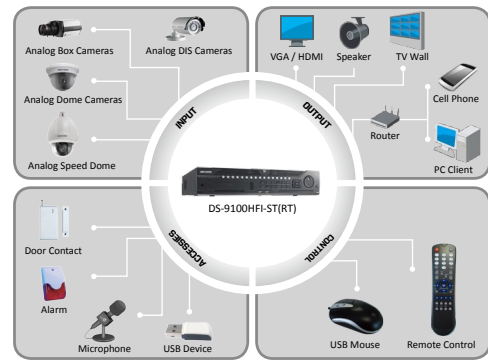 Analog Box Cameras
Analog DIS Cameras
Analog Dome Cameras
Analog Speed Dome
INPUT
VGA / HDMI
Speaker
TV Wall
Cell Phone
Router
PC Client
OUTPUT
DS-9100HFI-ST(RT)
Door Contact
Alarm
Microphone
USB Device
ACCESSIES
CONTROL
USB Mouse
Remote Control